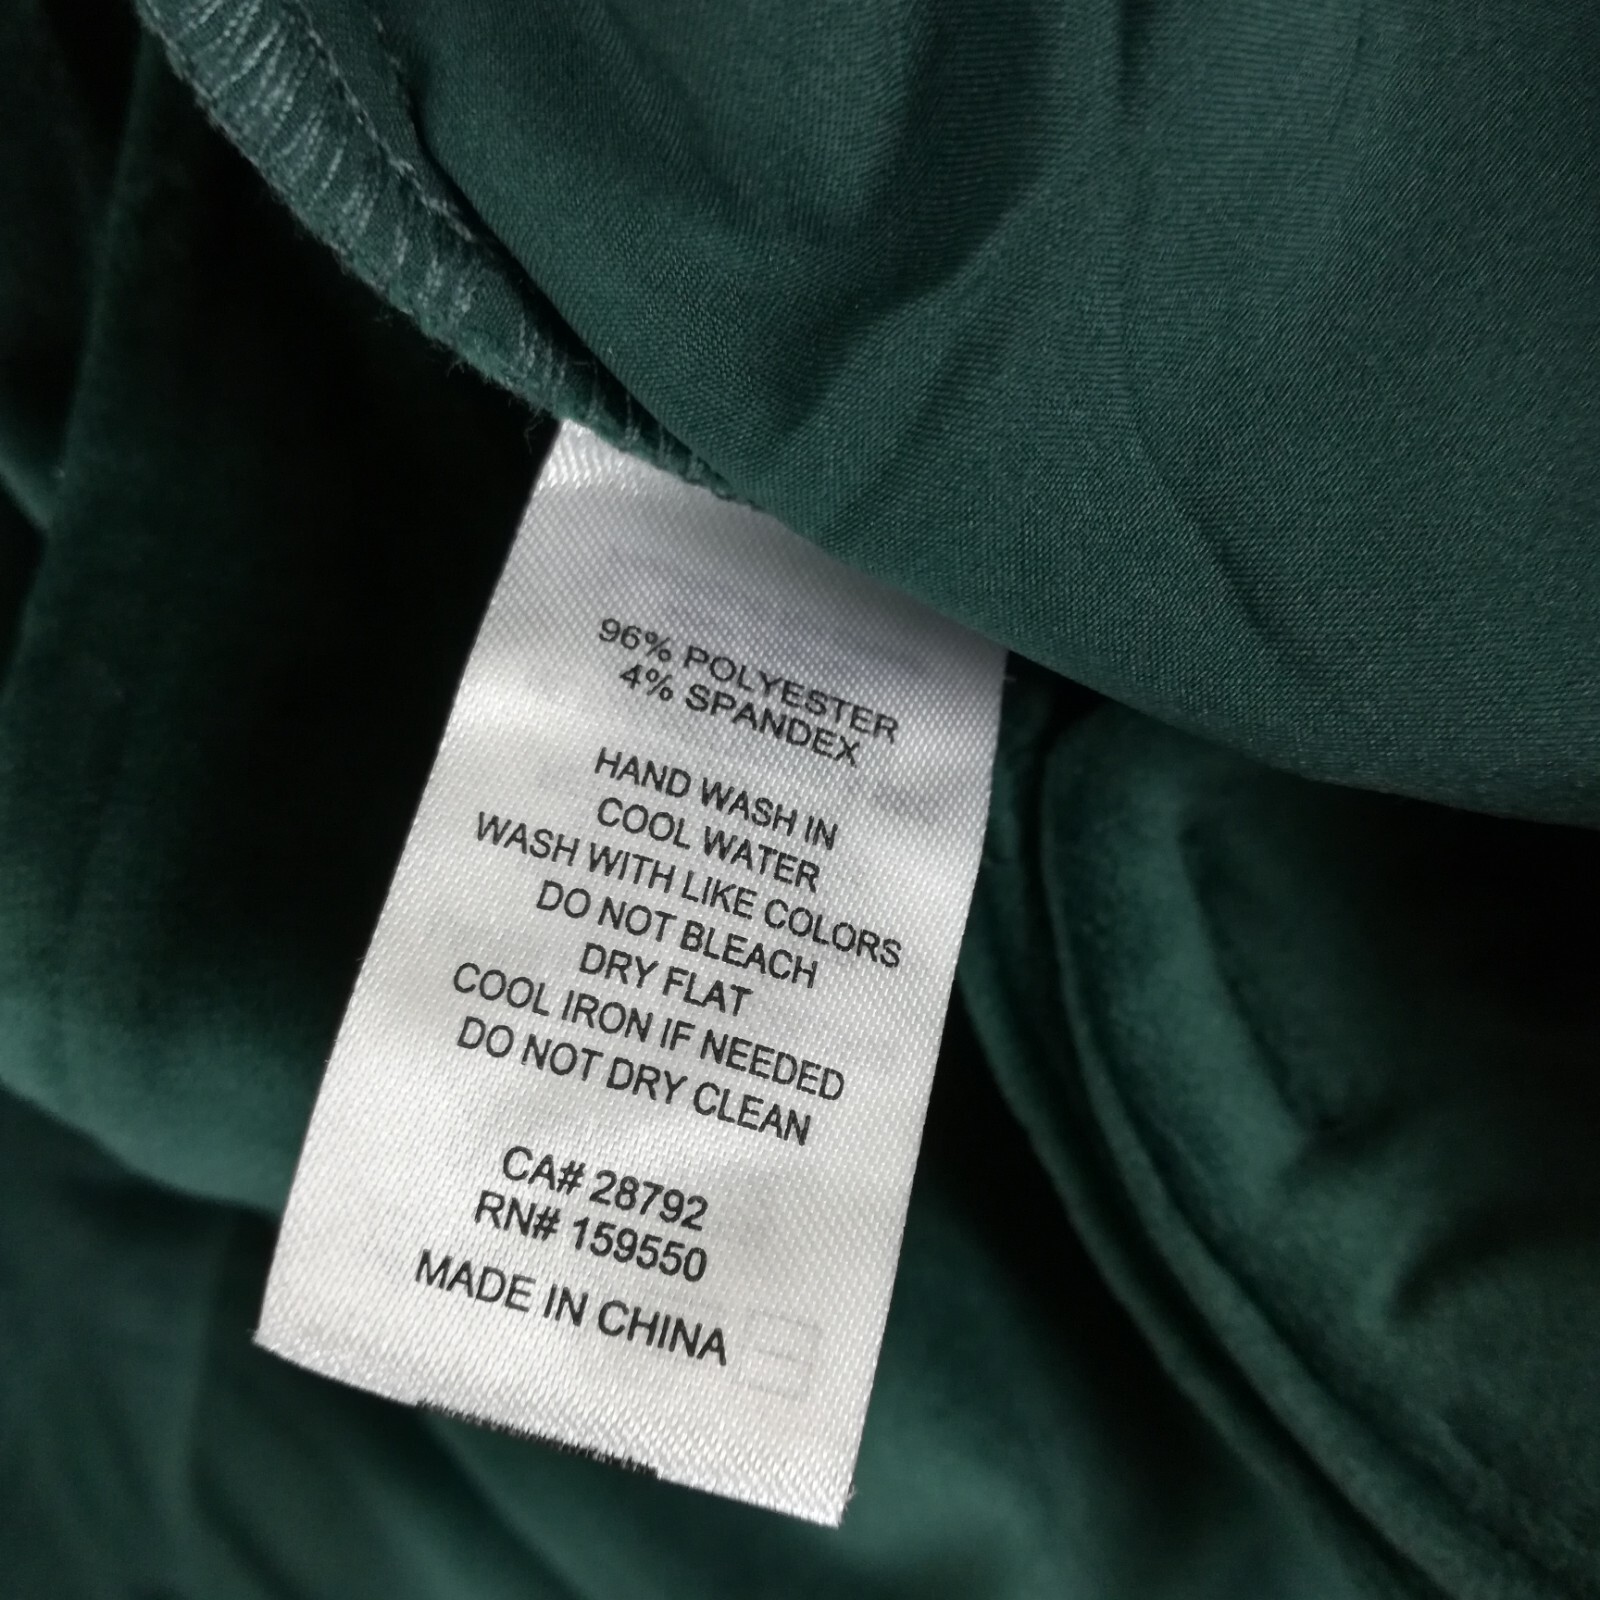 96% POLYESTER
4% SPANDEX
HAND WASH IN
COOL WATER
WASH WITH LIKE COLORS
DO NOT BLEACH
DRY FLAT
COOL IRON IF NEEDED
DO NOT DRY CLEAN
CA# 28792
RN# 159550
MADE IN CHINA